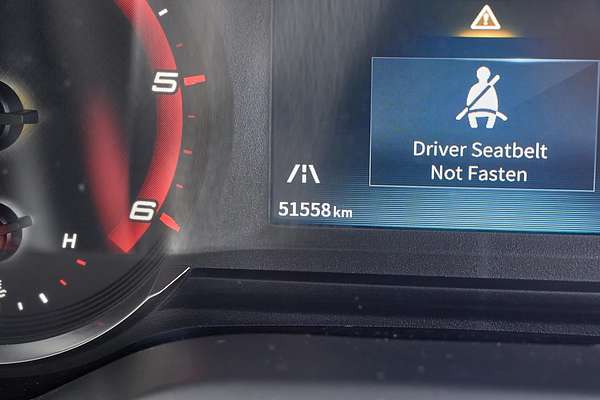 5
6
H
Driver Seatbelt
Not Fasten
51558 km